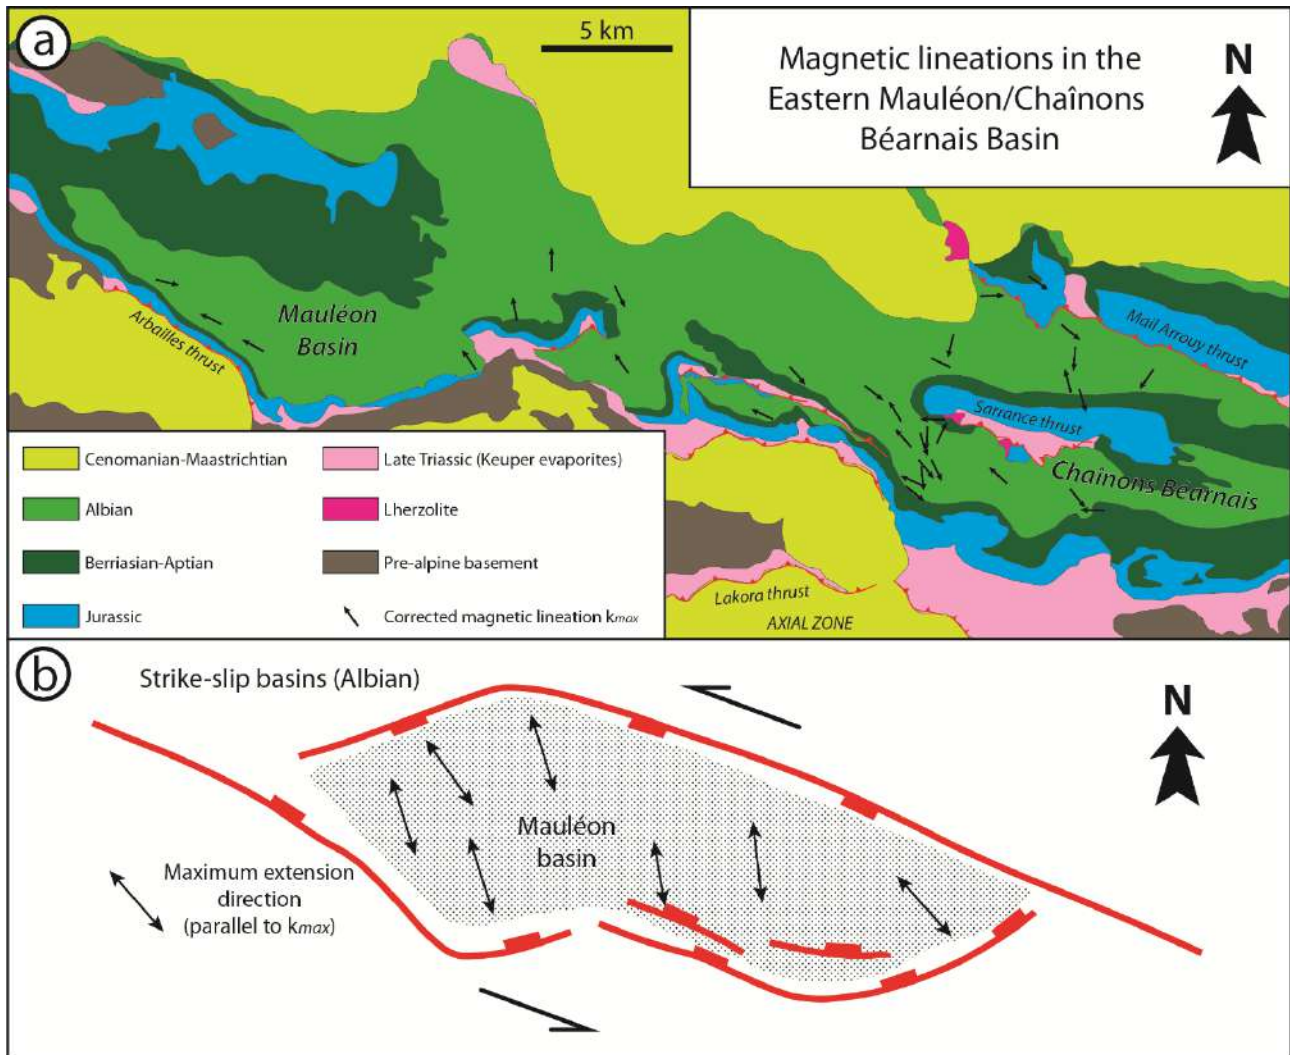 a
5 km
Magnetic lineations in the
Eastern Mauléon/Chaînons
Béarnais Basin
N
Arbailles thrust
Mauléon
Basin
Mail Arrouy thrust
Sarrance thrust
Chaînons Béarnais
Lakora thrust
AXIAL ZONE
Cenomanian-Maastrichtian
Albian
Berriasian-Aptian
Jurassic
Late Triassic (Keuper evaporites)
Lherzolite
Pre-alpine basement
Corrected magnetic lineation kmax
b
Strike-slip basins (Albian)
N
Mauléon
basin
Maximum extension
direction
(parallel to kmax)